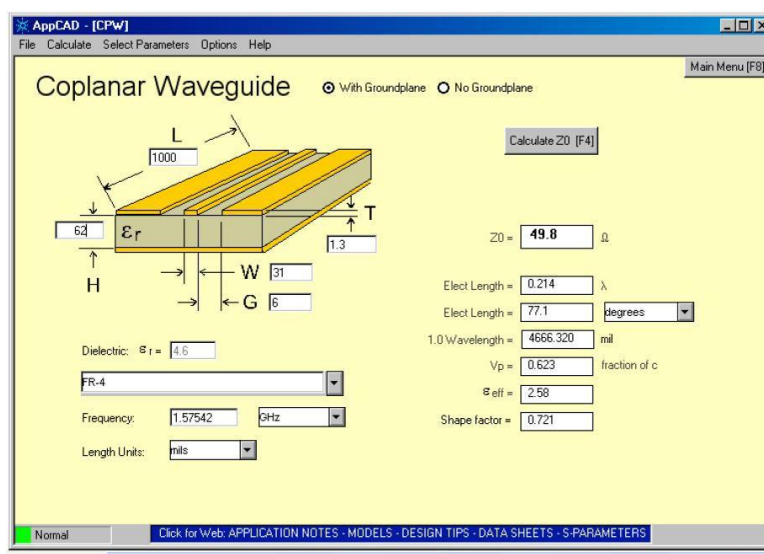 AppCAD - [CPW]
File Calculate Select Parameters Options Help
Main Menu [F8]
Coplanar Waveguide With Groundplane No Groundplane
L
1000
Calculate Z0 [F4]
62 εr T
1.3
H
W 31
G 6
Z0 = 49.8 Ω
Elect Length = 0.214 λ
Elect Length = 77.1 degrees
1.0 Wavelength = 4666.320 mil
Vp = 0.623 fraction of c
εeff = 2.58
Shape factor = 0.721
Dielectric: εr = 4.6
FR-4
Frequency: 1.57542 GHz
Length Units: mils
Normal Click for Web: APPLICATION NOTES - MODELS - DESIGN TIPS - DATA SHEETS - S-PARAMETERS